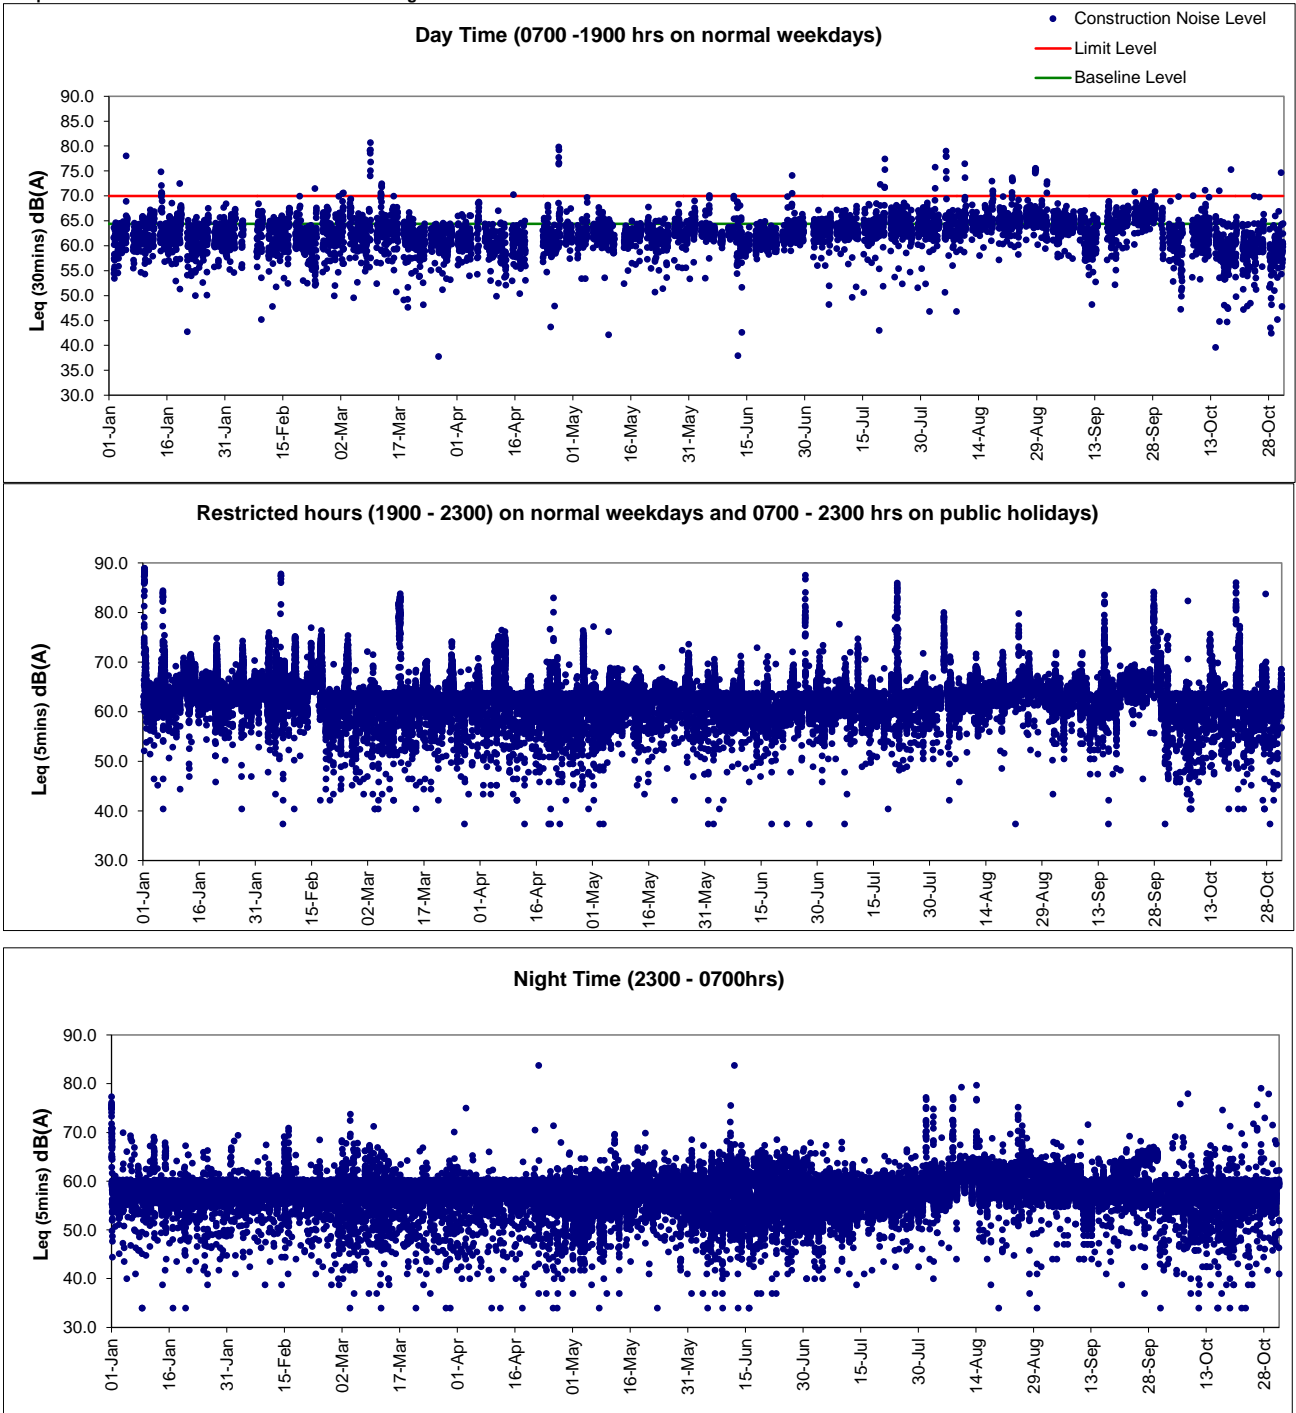 Day Time (0700 -1900 hrs on normal weekdays)
Construction Noise Level
Limit Level
Baseline Level
Leq (30mins) dB(A)
90.0
85.0
80.0
75.0
70.0
65.0
60.0
55.0
50.0
45.0
40.0
35.0
30.0
01-Jan
16-Jan
31-Jan
15-Feb
02-Mar
17-Mar
01-Apr
16-Apr
01-May
16-May
31-May
15-Jun
30-Jun
15-Jul
30-Jul
14-Aug
29-Aug
13-Sep
28-Sep
13-Oct
28-Oct
Restricted hours (1900 - 2300) on normal weekdays and 0700 - 2300 hrs on public holidays)
Leq (5mins) dB(A)
90.0
80.0
70.0
60.0
50.0
40.0
30.0
01-Jan
16-Jan
31-Jan
15-Feb
02-Mar
17-Mar
01-Apr
16-Apr
01-May
16-May
31-May
15-Jun
30-Jun
15-Jul
30-Jul
14-Aug
29-Aug
13-Sep
28-Sep
13-Oct
28-Oct
Night Time (2300 - 0700hrs)
Leq (5mins) dB(A)
90.0
80.0
70.0
60.0
50.0
40.0
30.0
01-Jan
16-Jan
31-Jan
15-Feb
02-Mar
17-Mar
01-Apr
16-Apr
01-May
16-May
31-May
15-Jun
30-Jun
15-Jul
30-Jul
14-Aug
29-Aug
13-Sep
28-Sep
13-Oct
28-Oct